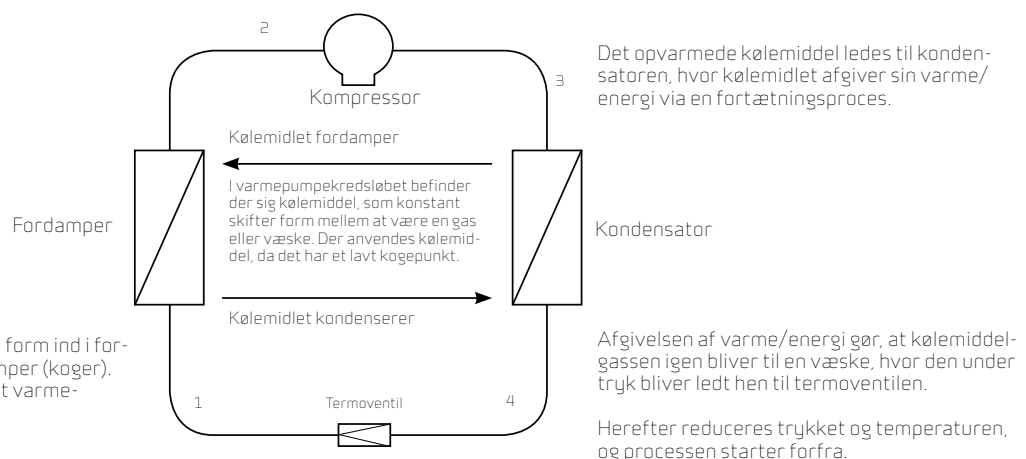 2
Kompressor
3
Det opvarmede kølemiddel ledes til konden-
satoren, hvor kølemidlet afgiver sin varme/
energi via en fortætningsproces.
Kølemidlet fordamper
I varmepumpekredsløbet befinder
der sig kølemiddel, som konstant
skifter form mellem at være en gas
eller væske. Der anvendes kølemid-
del, da det har et lavt kogepunkt.
Fordamper
Kondensator
Kølemidlet kondenserer
form ind i for-
mper (koger).
t varme-
Afgivelsen af varme/energi gør, at kølemiddel-
gassen igen bliver til en væske, hvor den under
tryk bliver ledt hen til termoventilen.
1
Termoventil
4
Herefter reduceres trykket og temperaturen,
og processen starter forfra.